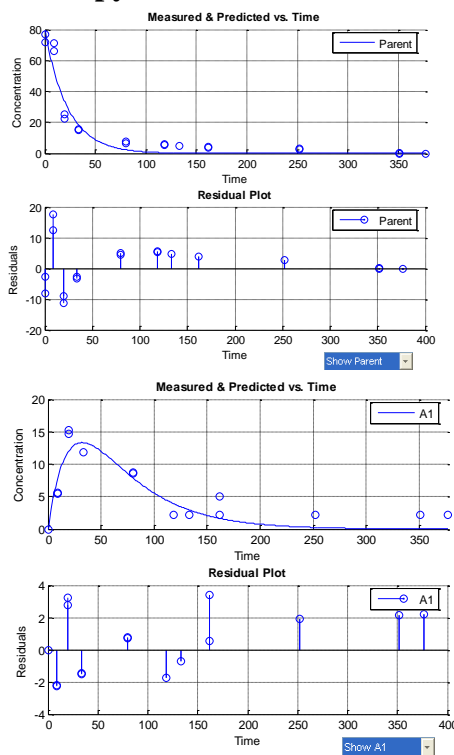 Measured & Predicted vs. Time
80
60
40
20
0
Concentration
Parent
0 50 100 150 200 250 300 350
Time
Residual Plot
20
10
0
-10
-20
Residuals
Parent
0 50 100 150 200 250 300 350 400
Time
Show Parent
Measured & Predicted vs. Time
20
15
10
5
0
Concentration
A1
0 50 100 150 200 250 300 350
Time
Residual Plot
4
2
0
-2
-4
Residuals
A1
0 50 100 150 200 250 300 350 400
Time
Show A1